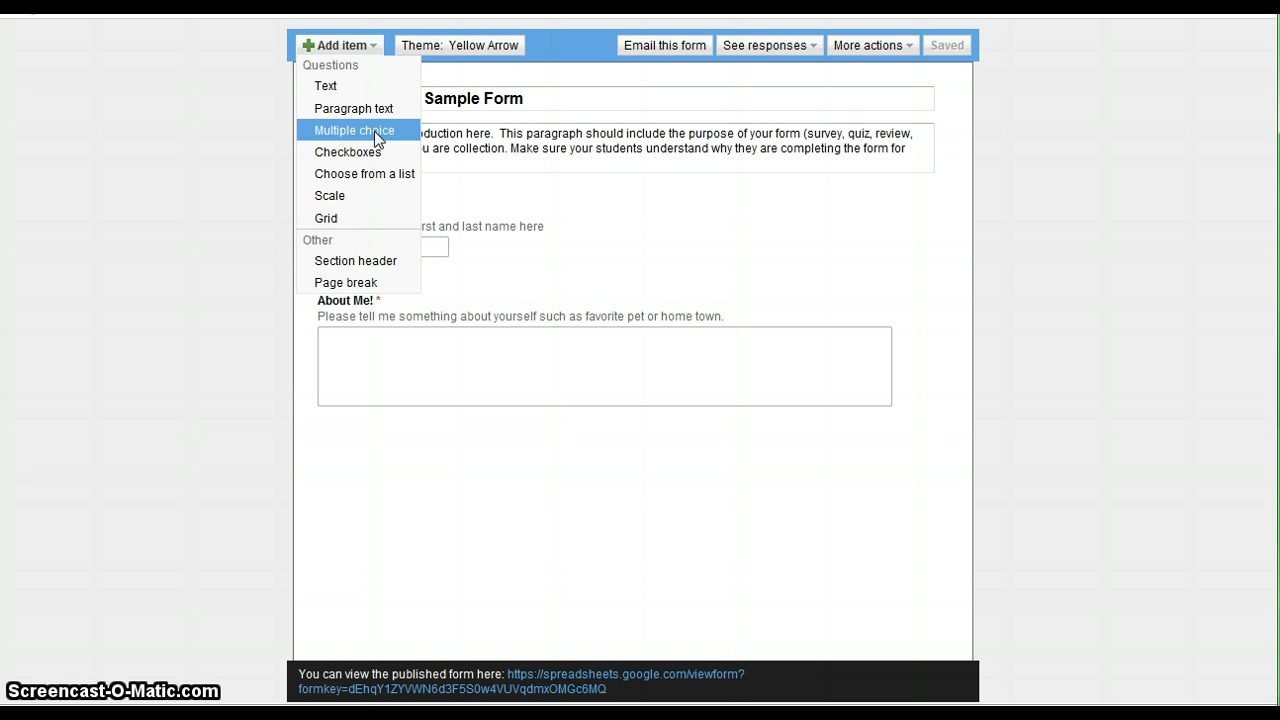 Add item
Theme: Yellow Arrow
Email this form
See responses
More actions
Saved
Questions
Text
Paragraph text
Multiple choice
Checkboxes
Choose from a list
Scale
Grid
Other
Section header
Page break
Sample Form
oduction here. This paragraph should include the purpose of your form (survey, quiz, review,
u are collection. Make sure your students understand why they are completing the form for
rst and last name here
About Me! *
Please tell me something about yourself such as favorite pet or home town.
You can view the published form here: https://spreadsheets.google.com/viewform?
formkey=dEhqY1ZYVWN6d3F5S0w4VUVqdmxOMGc6MQ
Screencast-O-Matic.com